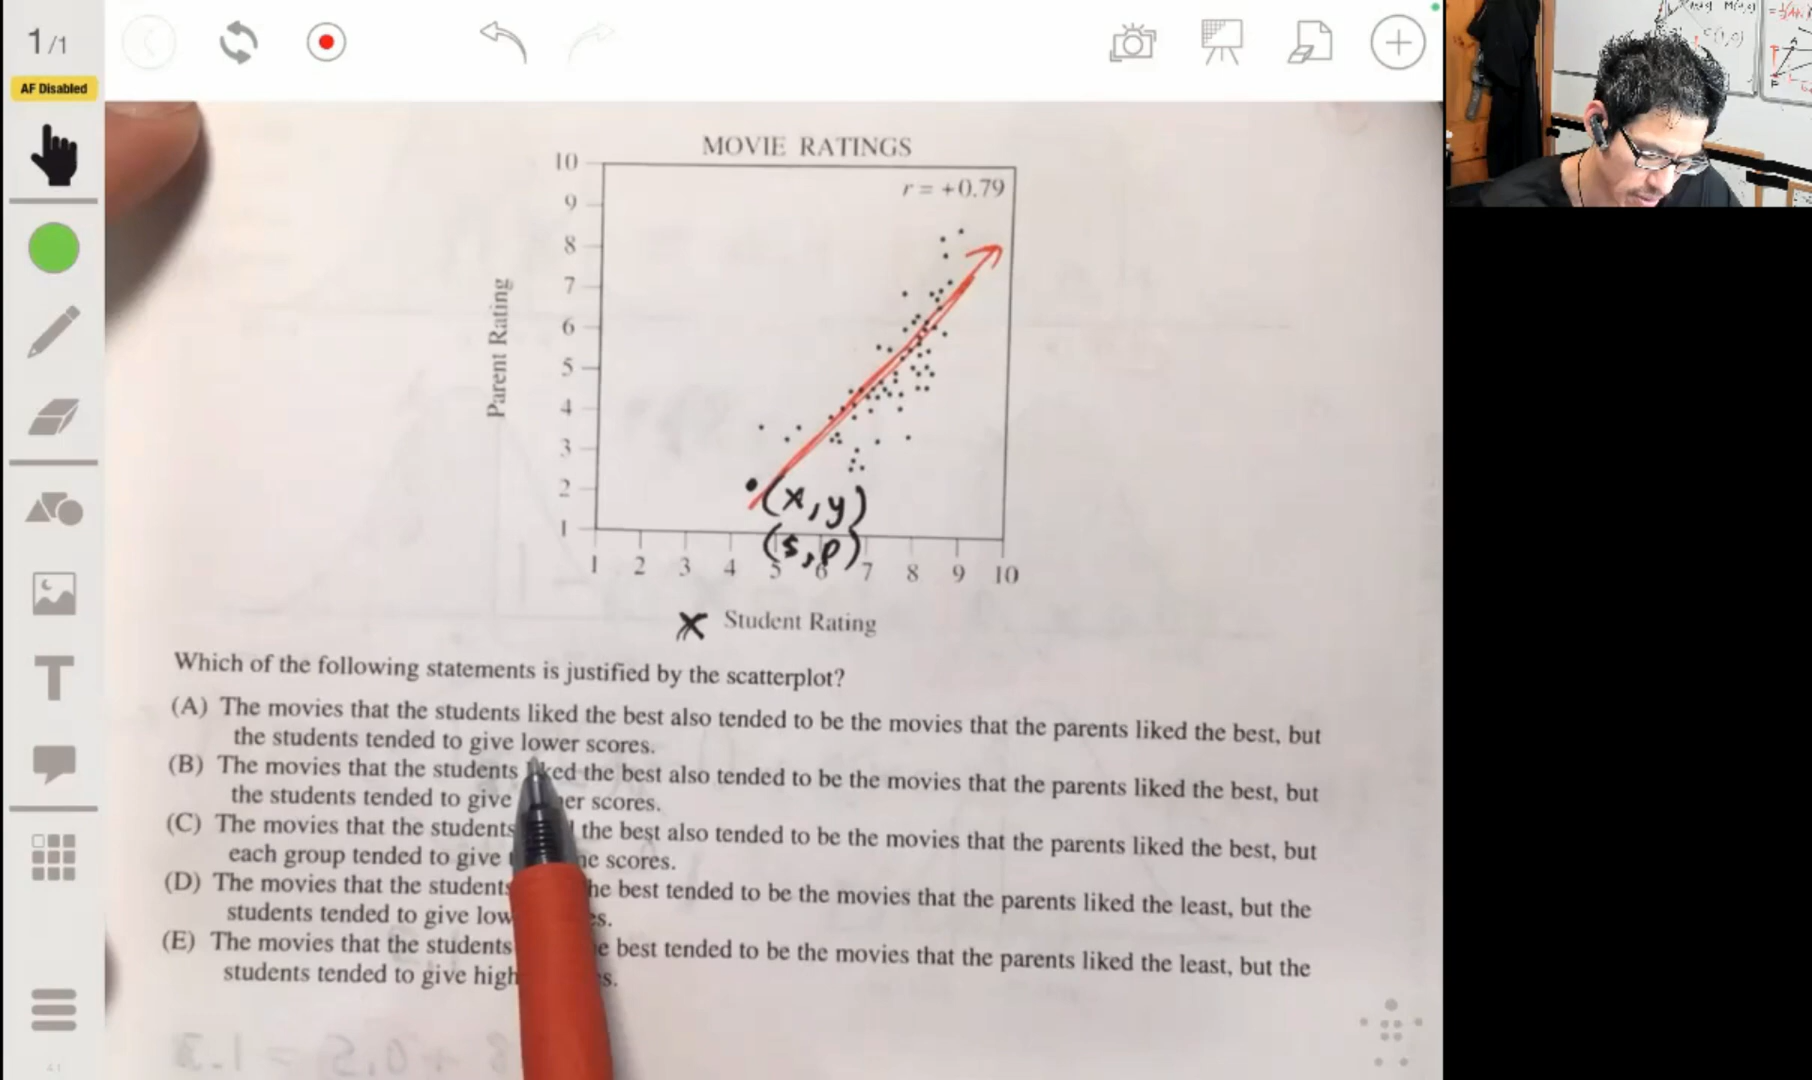 1/1
AF Disabled
MOVIE RATINGS
r = +0.79
10
9
8
7
6
5
4
3
2
1
Parent Rating
(x, y)
(s, p)
1 2 3 4 5 6 7 8 9 10
X Student Rating
Which of the following statements is justified by the scatterplot?
(A) The movies that the students liked the best also tended to be the movies that the parents liked the best, but
the students tended to give lower scores.
(B) The movies that the students liked the best also tended to be the movies that the parents liked the best, but
the students tended to give scores.
(C) The movies that the students the best also tended to be the movies that the parents liked the best, but
each group tended to give scores.
(D) The movies that the students the best tended to be the movies that the parents liked the least, but the
students tended to give
(E) The movies that the students best tended to be the movies that the parents liked the least, but the
students tended to give
T